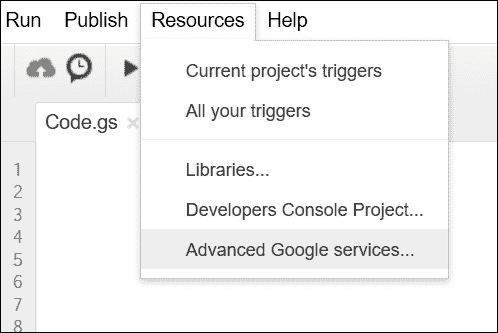 Run Publish Resources Help
Current project's triggers
All your triggers
Code.gs
Libraries...
Developers Console Project...
Advanced Google services...
1
2
3
4
5
6
7
8